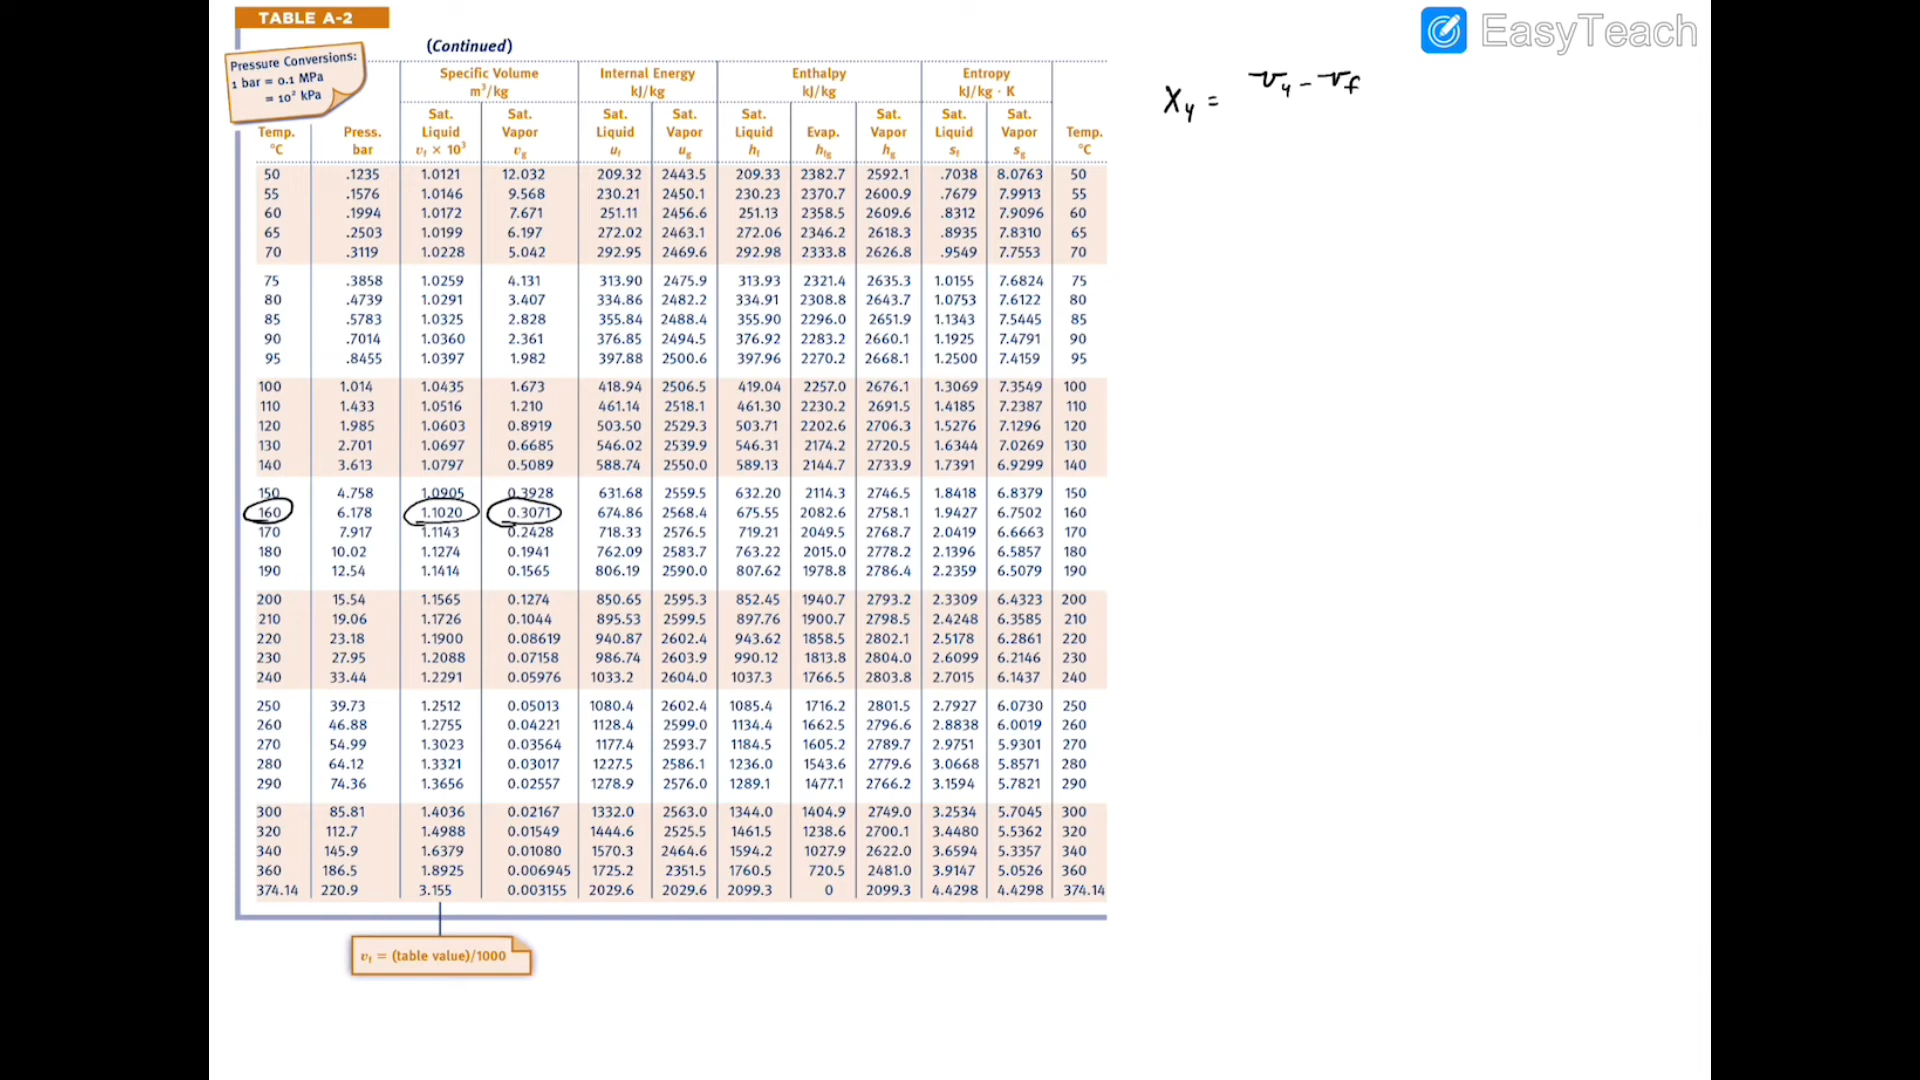 TABLE A-2
EasyTeach
(Continued)
Pressure Conversions:
1 bar = 0.1 MPa
= 10² kPa
Specific Volume Internal Energy Enthalpy Entropy
m³/kg kJ/kg kJ/kg kJ/kg · K
Sat. Sat. Sat. Sat. Sat. Sat. Sat. Sat.
Temp. Press. Liquid Vapor Liquid Vapor Liquid Evap. Vapor Liquid Vapor Temp.
°C bar vf × 10³ vg uf ug hf hfg hg sf sg °C
50 .1235 1.0121 12.032 209.32 2443.5 209.33 2382.7 2592.1 .7038 8.0763 50
55 .1576 1.0146 9.568 230.21 2450.1 230.23 2370.7 2600.9 .7679 7.9913 55
60 .1994 1.0172 7.671 251.11 2456.6 251.13 2358.5 2609.6 .8312 7.9096 60
65 .2503 1.0199 6.197 272.02 2463.1 272.06 2346.2 2618.3 .8935 7.8310 65
70 .3119 1.0228 5.042 292.95 2469.6 292.98 2333.8 2626.8 .9549 7.7553 70
75 .3858 1.0259 4.131 313.90 2475.9 313.93 2321.4 2635.3 1.0155 7.6824 75
80 .4739 1.0291 3.407 334.86 2482.2 334.91 2308.8 2643.7 1.0753 7.6122 80
85 .5783 1.0325 2.828 355.84 2488.4 355.90 2296.0 2651.9 1.1343 7.5445 85
90 .7014 1.0360 2.361 376.85 2494.5 376.92 2283.2 2660.1 1.1925 7.4791 90
95 .8455 1.0397 1.982 397.88 2500.6 397.96 2270.2 2668.1 1.2500 7.4159 95
100 1.014 1.0435 1.673 418.94 2506.5 419.04 2257.0 2676.1 1.3069 7.3549 100
110 1.433 1.0516 1.210 461.14 2518.1 461.30 2230.2 2691.5 1.4185 7.2387 110
120 1.985 1.0603 0.8919 503.50 2529.3 503.71 2202.6 2706.3 1.5276 7.1296 120
130 2.701 1.0697 0.6685 546.02 2539.9 546.31 2174.2 2720.5 1.6344 7.0269 130
140 3.613 1.0797 0.5089 588.74 2550.0 589.13 2144.7 2733.9 1.7391 6.9299 140
150 4.758 1.0905 0.3928 631.68 2559.5 632.20 2114.3 2746.5 1.8418 6.8379 150
160 6.178 1.1020 0.3071 674.86 2568.4 675.55 2082.6 2758.1 1.9427 6.7502 160
170 7.917 1.1143 0.2428 718.33 2576.5 719.21 2049.5 2768.7 2.0419 6.6663 170
180 10.02 1.1274 0.1941 762.09 2583.7 763.22 2015.0 2778.2 2.1396 6.5857 180
190 12.54 1.1414 0.1565 806.19 2590.0 807.62 1978.8 2786.4 2.2359 6.5079 190
200 15.54 1.1565 0.1274 850.65 2595.3 852.45 1940.7 2793.2 2.3309 6.4323 200
210 19.06 1.1726 0.1044 895.53 2599.5 897.76 1900.7 2798.5 2.4248 6.3585 210
220 23.18 1.1900 0.08619 940.87 2602.4 943.62 1858.5 2802.1 2.5178 6.2861 220
230 27.95 1.2088 0.07158 986.74 2603.9 990.12 1813.8 2804.0 2.6099 6.2146 230
240 33.44 1.2291 0.05976 1033.2 2604.0 1037.3 1766.5 2803.8 2.7015 6.1437 240
250 39.73 1.2512 0.05013 1080.4 2602.4 1085.4 1716.2 2801.5 2.7927 6.0730 250
260 46.88 1.2755 0.04221 1128.4 2599.0 1134.4 1662.5 2796.6 2.8838 6.0019 260
270 54.99 1.3023 0.03564 1177.4 2593.7 1184.5 1605.2 2789.7 2.9751 5.9301 270
280 64.12 1.3321 0.03017 1227.5 2586.1 1236.0 1543.6 2779.6 3.0668 5.8571 280
290 74.36 1.3656 0.02557 1278.9 2576.0 1289.1 1477.1 2766.2 3.1594 5.7821 290
300 85.81 1.4036 0.02167 1332.0 2563.0 1344.0 1404.9 2749.0 3.2534 5.7045 300
320 112.7 1.4988 0.01549 1444.6 2525.5 1461.5 1238.6 2700.1 3.4480 5.5362 320
340 145.9 1.6379 0.01080 1570.3 2464.6 1594.2 1027.9 2622.0 3.6594 5.3357 340
360 186.5 1.8925 0.006945 1725.2 2351.5 1760.5 720.5 2481.0 3.9147 5.0526 360
374.14 220.9 3.155 0.003155 2029.6 2029.6 2099.3 0 2099.3 4.4298 4.4298 374.14
vf = (table value)/1000
x₄ = v₄ - vf